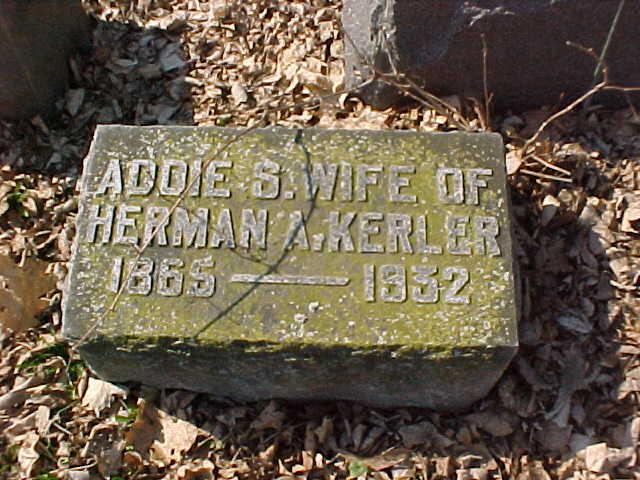 ADDIE S. WIFE OF
HERMAN A. KERLER
1865 — 1932